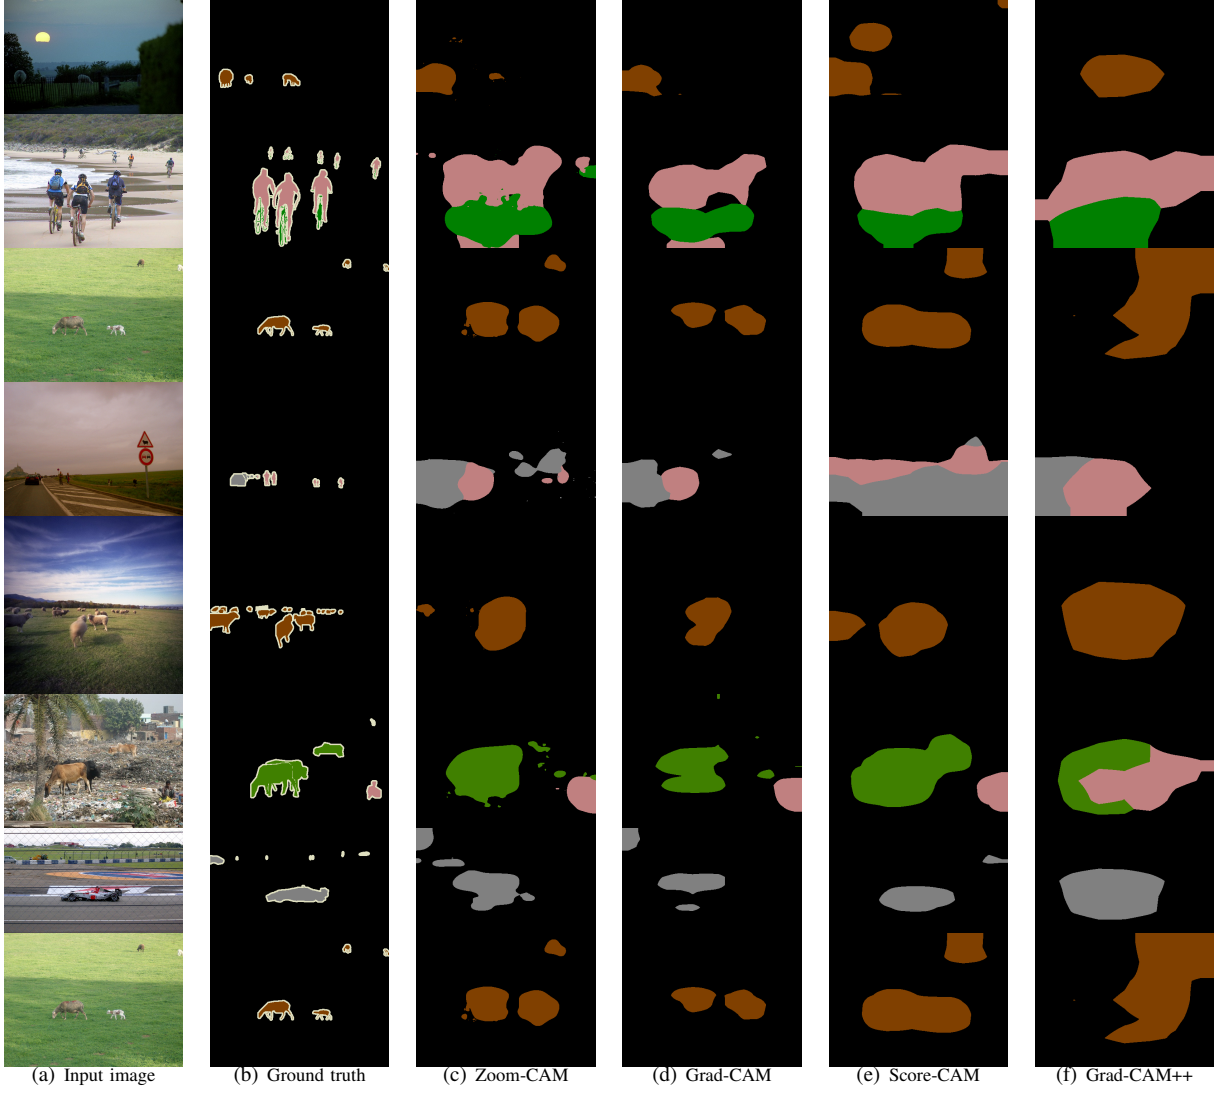 (a) Input image
(b) Ground truth
(c) Zoom-CAM
(d) Grad-CAM
(e) Score-CAM
(f) Grad-CAM++